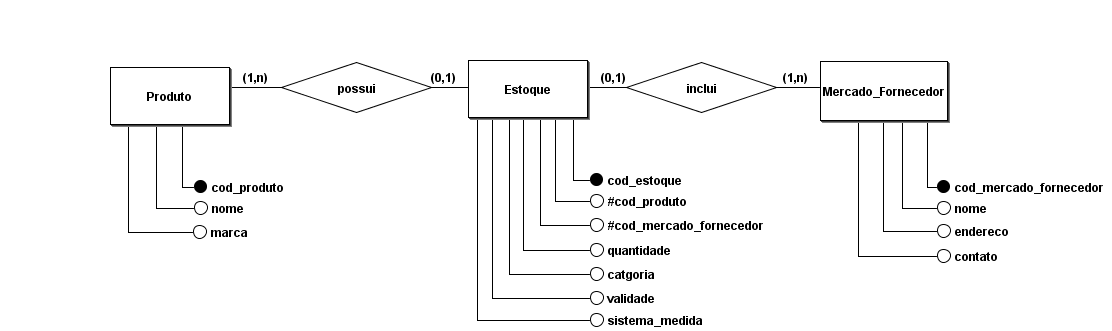 (1,n)
(0,1)
(0,1)
(1,n)
Produto
possui
Estoque
inclui
Mercado_Fornecedor
cod_produto
nome
marca
cod_estoque
#cod_produto
#cod_mercado_fornecedor
quantidade
catgoria
validade
sistema_medida
cod_mercado_fornecedor
nome
endereco
contato